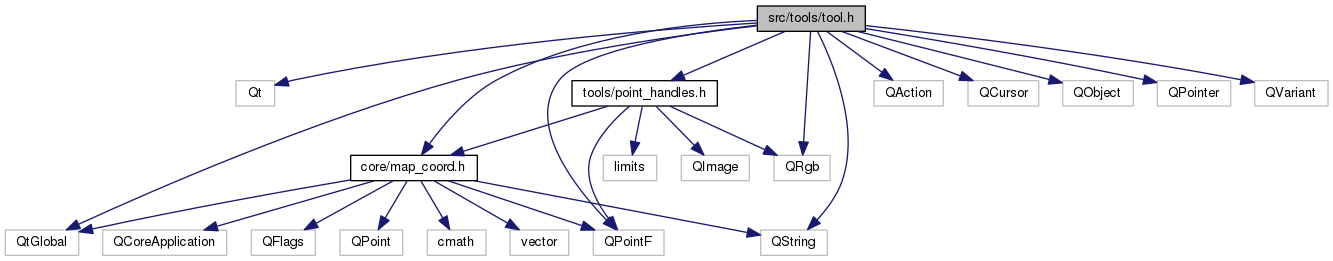 src/tools/tool.h
Qt
tools/point_handles.h
QAction
QCursor
QObject
QPointer
QVariant
core/map_coord.h
limits
QImage
QRgb
QtGlobal
QCoreApplication
QFlags
QPoint
cmath
vector
QPointF
QString